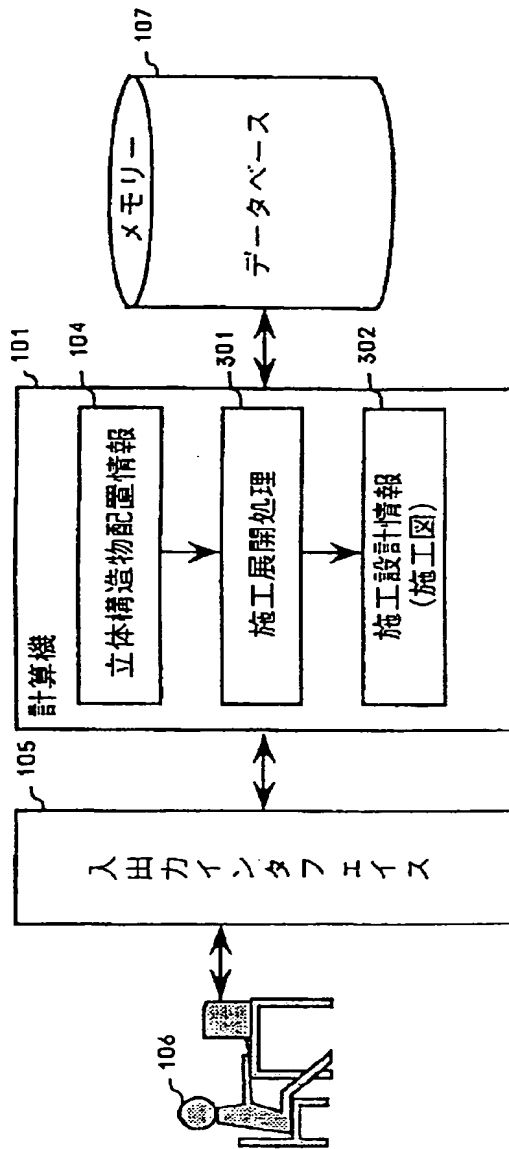 106
105
入出力インタフェイス
101
計算機
104
立体構造物配置情報
301
施工展開処理
302
施工設計情報
(施工図)
107
メモリー
データベース